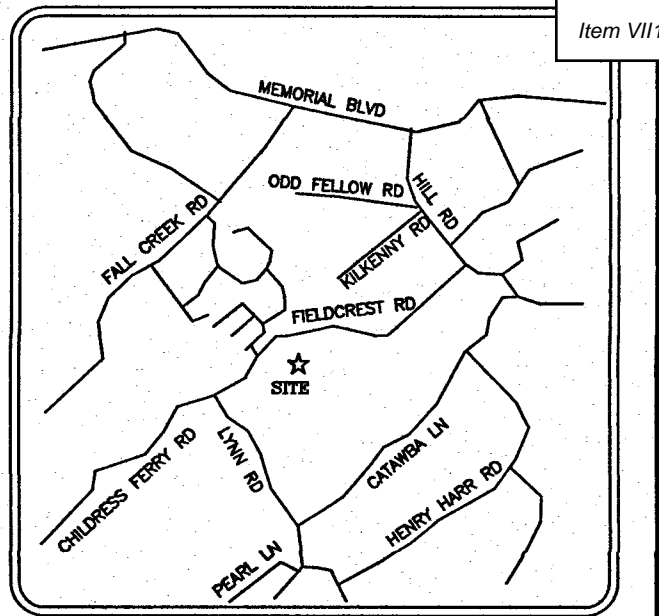 Item VII1
MEMORIAL BLVD
ODD FELLOW RD
HILL RD
FALL CREEK RD
KILKENNY RD
FIELDCREST RD
SITE
LYNN RD
CATAWBA LN
CHILDRESS FERRY RD
HENRY HARR RD
PEARL LN